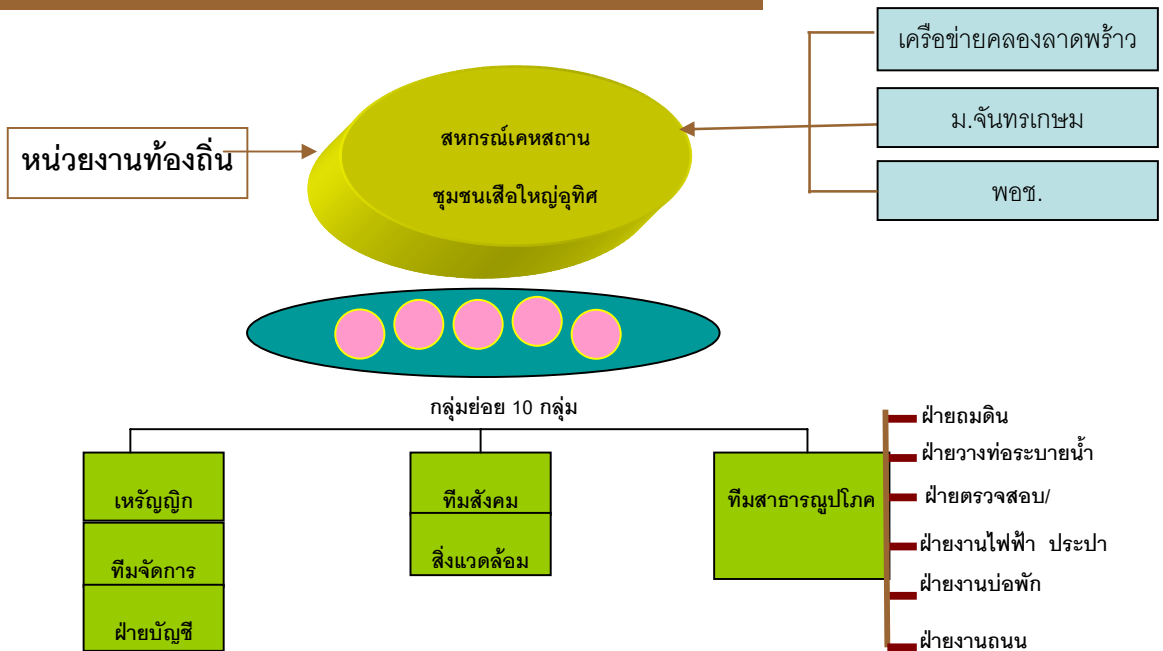 เครือข่ายคลองลาดพร้าว
ม.จันทรเกษม
พอช.
หน่วยงานท้องถิ่น
สหกรณ์เคหสถาน
ชุมชนเสือใหญ่อุทิศ
กลุ่มย่อย 10 กลุ่ม
เหรัญญิก
ทีมจัดการ
ฝ่ายบัญชี
ทีมสังคม
สิ่งแวดล้อม
ทีมสาธารณูปโภค
ฝ่ายถมดิน
ฝ่ายวางท่อระบายน้ำ
ฝ่ายตรวจสอบ/
ฝ่ายงานไฟฟ้า ประปา
ฝ่ายงานบ่อพัก
ฝ่ายงานถนน